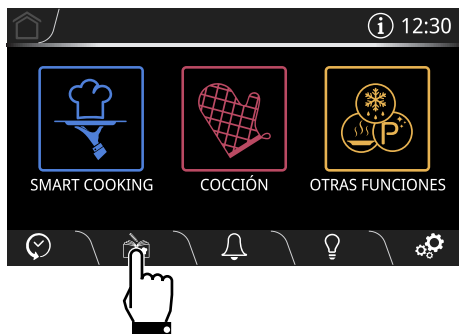 12:30
SMART COOKING
COCCIÓN
OTRAS FUNCIONES
P